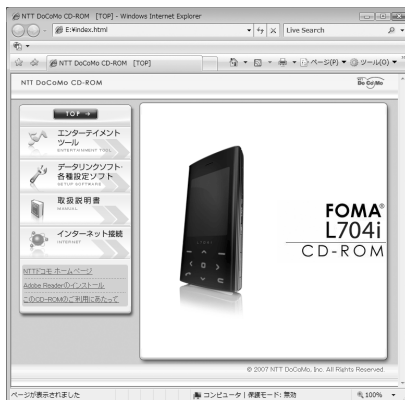 NTT DoCoMo CD-ROM [TOP] - Windows Internet Explorer
E:¥index.html
Live Search
NTT DoCoMo CD-ROM [TOP]
ページ(P)
ツール(O)
NTT DoCoMo CD-ROM
DoCoMo
TOP
エンターテイメント
ツール
ENTERTAINMENT TOOL
データリンクソフト・
各種設定ソフト
SETUP SOFTWARE
取扱説明書
MANUAL
インターネット接続
INTERNET
NTTドコモ ホームページ
Adobe Readerのインストール
このCD-ROMのご利用にあたって
FOMA®
L704i
CD-ROM
© 2007 NTT DoCoMo, Inc. All Rights Reserved
ページが表示されました
コンピュータ | 保護モード: 無効
100%